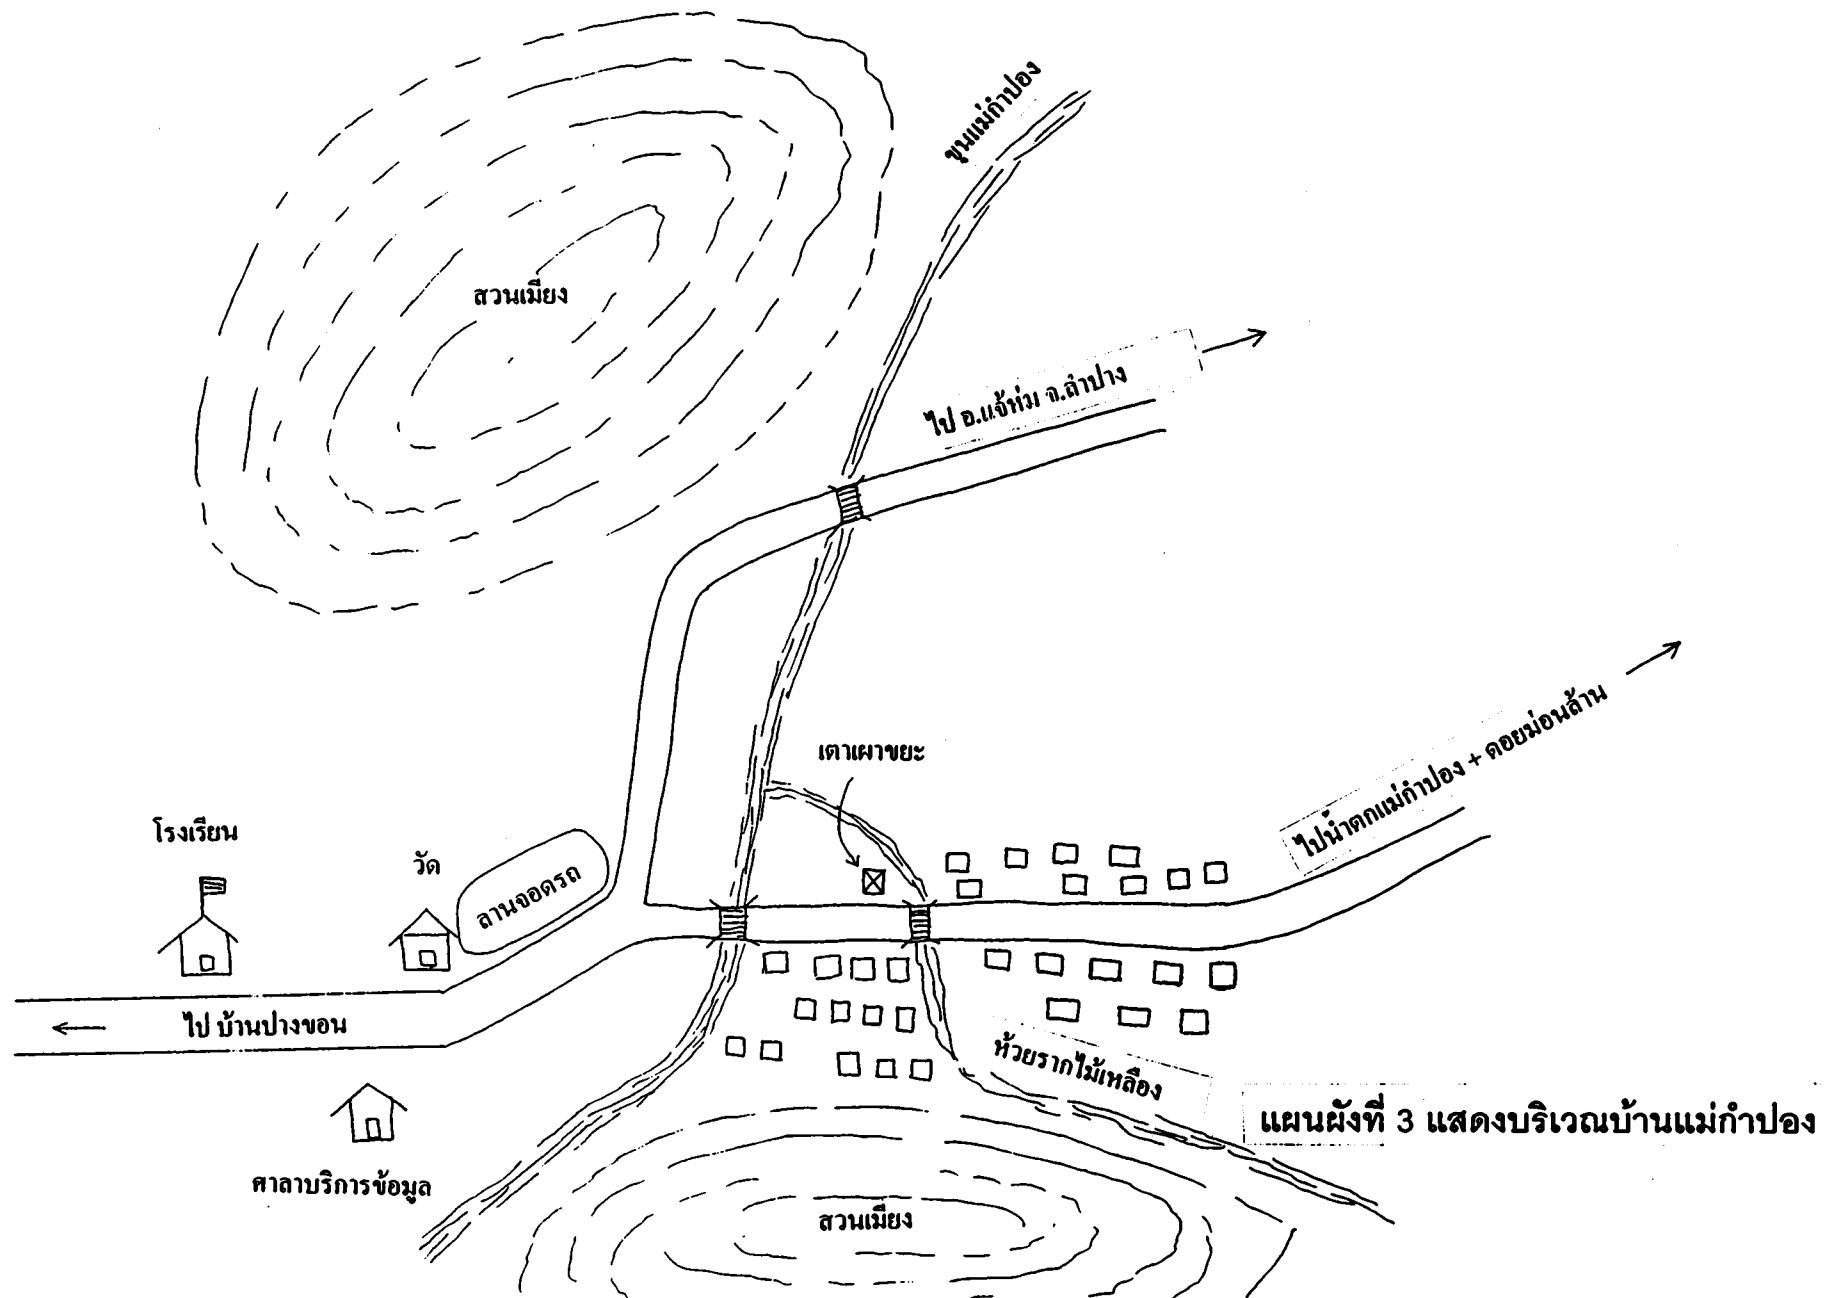 ขุนแม่กำปอง
สวนเมี่ยง
ไป อ.แจ้ห่ม จ.ลำปาง
ไปน้ำตกแม่กำปอง + ดอยม่อนล้าน
เตาเผาขยะ
โรงเรียน
วัด
ลานจอดรถ
ไป บ้านปางขอน
ห้วยรากไม้เหลือง
แผนผังที่ 3 แสดงบริเวณบ้านแม่กำปอง
ศาลาบริการข้อมูล
สวนเมี่ยง